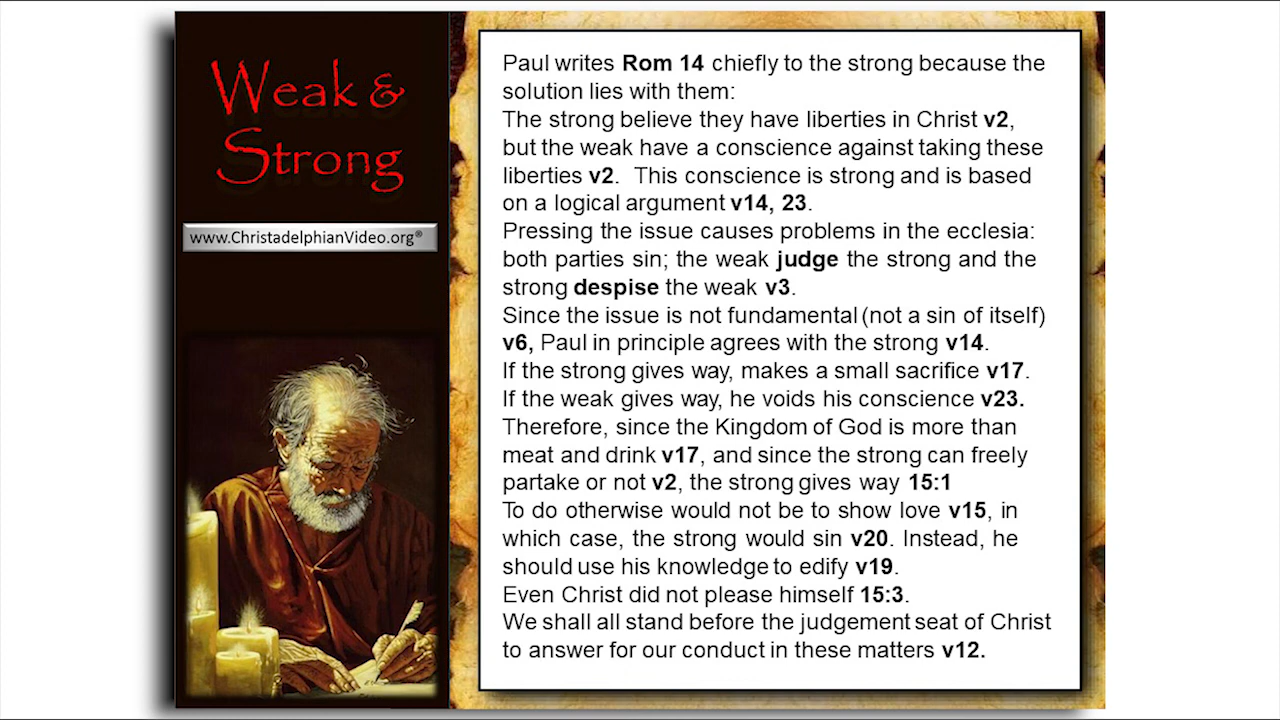 Weak &
Strong
www.ChristadelphianVideo.org®
Paul writes Rom 14 chiefly to the strong because the
solution lies with them:
The strong believe they have liberties in Christ v2,
but the weak have a conscience against taking these
liberties v2. This conscience is strong and is based
on a logical argument v14, 23.
Pressing the issue causes problems in the ecclesia:
both parties sin; the weak judge the strong and the
strong despise the weak v3.
Since the issue is not fundamental (not a sin of itself)
v6, Paul in principle agrees with the strong v14.
If the strong gives way, makes a small sacrifice v17.
If the weak gives way, he voids his conscience v23.
Therefore, since the Kingdom of God is more than
meat and drink v17, and since the strong can freely
partake or not v2, the strong gives way 15:1
To do otherwise would not be to show love v15, in
which case, the strong would sin v20. Instead, he
should use his knowledge to edify v19.
Even Christ did not please himself 15:3.
We shall all stand before the judgement seat of Christ
to answer for our conduct in these matters v12.